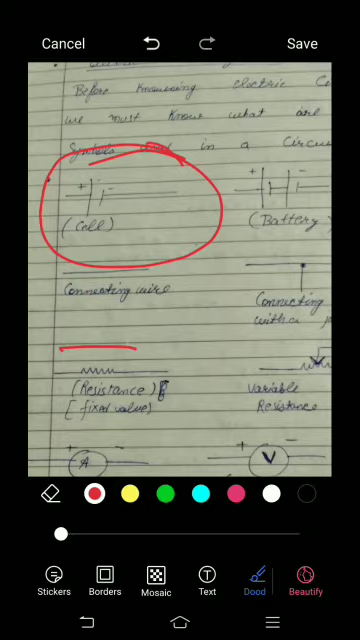 Cancel Save
Before Knowing electric
we must Know what are
Symbols used in a Circu
+ - + -
(Cell) (Battery)
Connecting wire
Connecting
with a
(Resistance) Variable
[fixed value) Resistance
+ - + -
A V
Stickers Borders Mosaic Text Dood Beautify